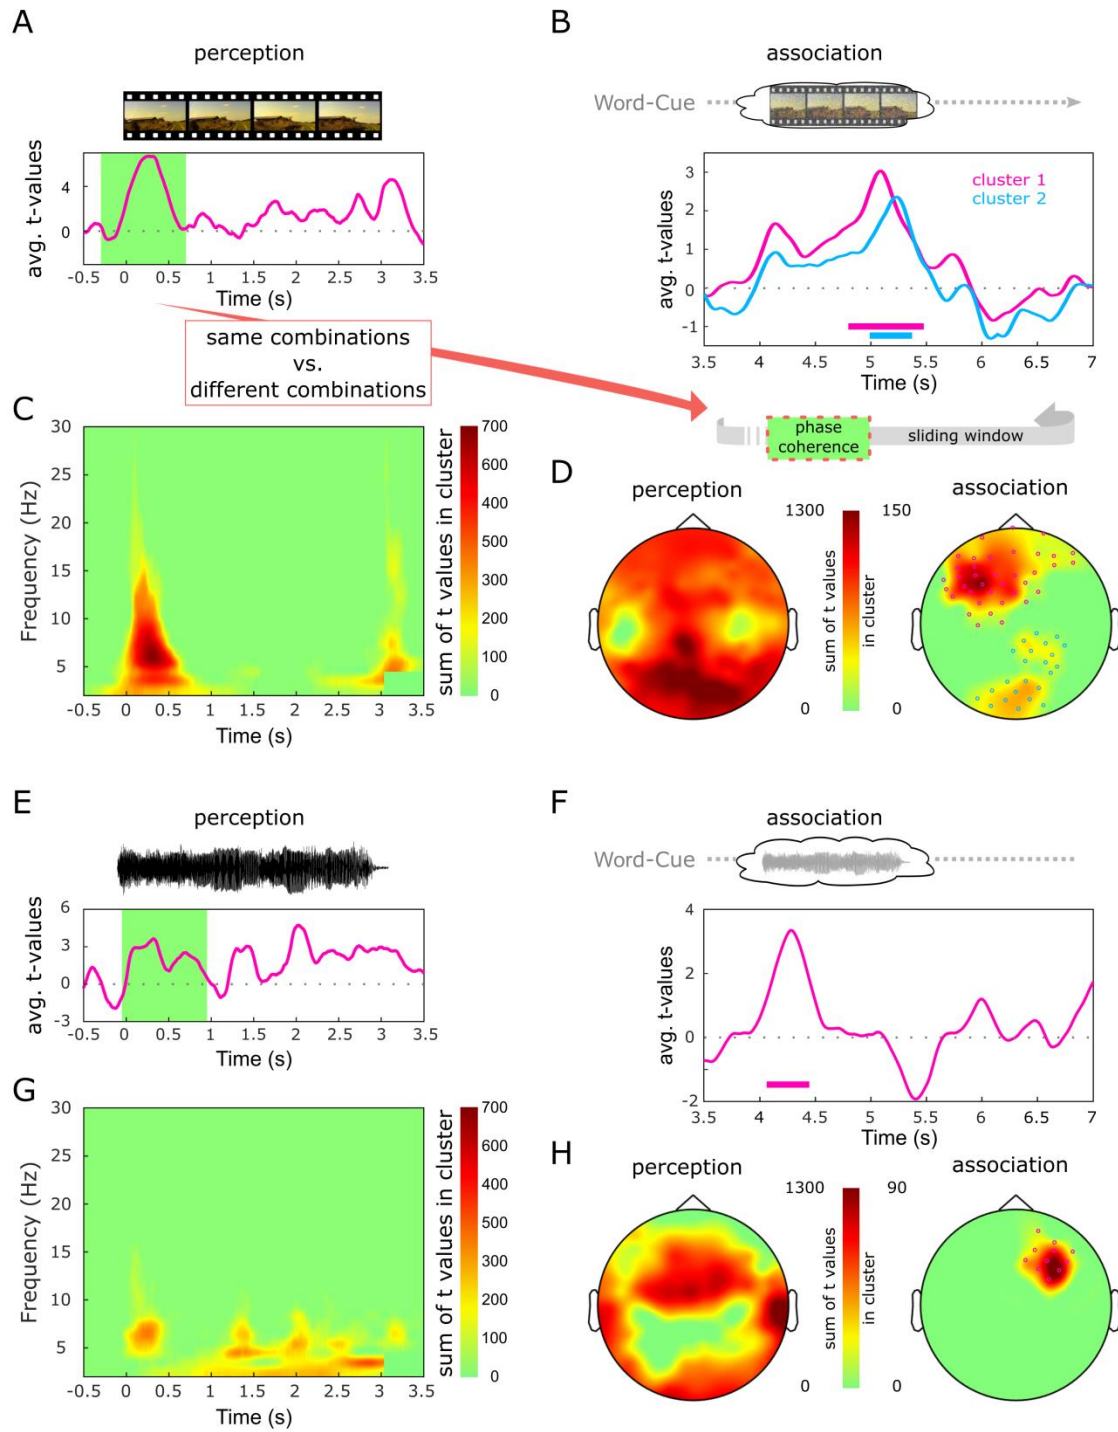 A
perception
avg. t-values
4
0
-0.5 0 0.5 1 1.5 2 2.5 3 3.5
Time (s)
B
association
Word-Cue
avg. t-values
3
2
1
0
-1
cluster 1
cluster 2
3.5 4 4.5 5 5.5 6 6.5 7
Time (s)
same combinations
vs.
different combinations
phase
coherence
sliding window
C
Frequency (Hz)
30
25
20
15
10
5
-0.5 0 0.5 1 1.5 2 2.5 3 3.5
Time (s)
700
600
500
400
300
200
100
0
sum of t values in cluster
D
perception
association
1300 150
sum of t values
in cluster
0 0
E
perception
avg. t-values
6
3
0
-3
-0.5 0 0.5 1 1.5 2 2.5 3 3.5
Time (s)
F
association
Word-Cue
avg. t-values
4
2
0
-2
3.5 4 4.5 5 5.5 6 6.5 7
Time (s)
G
Frequency (Hz)
30
25
20
15
10
5
-0.5 0 0.5 1 1.5 2 2.5 3 3.5
Time (s)
700
600
500
400
300
200
100
0
sum of t values in cluster
H
perception
association
1300 90
sum of t values
in cluster
0 0